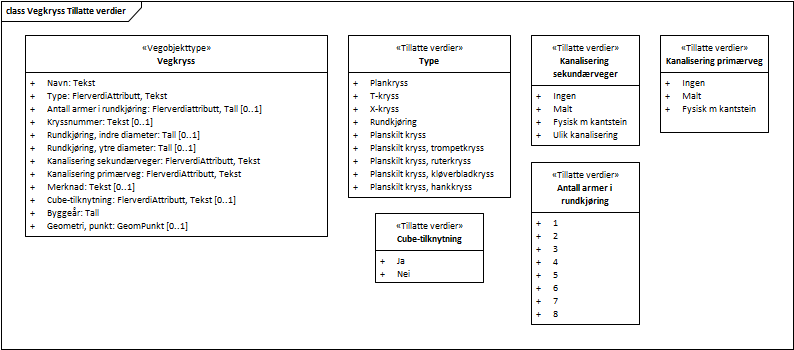 class Vegkryss Tillatte verdier
«Vegobjekttype»
Vegkryss
+ Navn: Tekst
+ Type: FlerverdiAttributt, Tekst
+ Antall armer i rundkjøring: Flerverdiattributt, Tall [0..1]
+ Kryssnummer: Tekst [0..1]
+ Rundkjøring, indre diameter: Tall [0..1]
+ Rundkjøring, ytre diameter: Tall [0..1]
+ Kanalisering sekundærveger: FlerverdiAttributt, Tekst
+ Kanalisering primærveg: FlerverdiAttributt, Tekst
+ Merknad: Tekst [0..1]
+ Cube-tilknytning: FlerverdiAttributt, Tekst [0..1]
+ Byggeår: Tall
+ Geometri, punkt: GeomPunkt [0..1]
«Tillatte verdier»
Type
+ Plankryss
+ T-kryss
+ X-kryss
+ Rundkjøring
+ Planskilt kryss
+ Planskilt kryss, trompetkryss
+ Planskilt kryss, ruterkryss
+ Planskilt kryss, kløverbladkryss
+ Planskilt kryss, hankkryss
«Tillatte verdier»
Cube-tilknytning
+ Ja
+ Nei
«Tillatte verdier»
Kanalisering
sekundærveger
+ Ingen
+ Malt
+ Fysisk m kantstein
+ Ulik kanalisering
«Tillatte verdier»
Antall armer i
rundkjøring
+ 1
+ 2
+ 3
+ 4
+ 5
+ 6
+ 7
+ 8
«Tillatte verdier»
Kanalisering primærveg
+ Ingen
+ Malt
+ Fysisk m kantstein